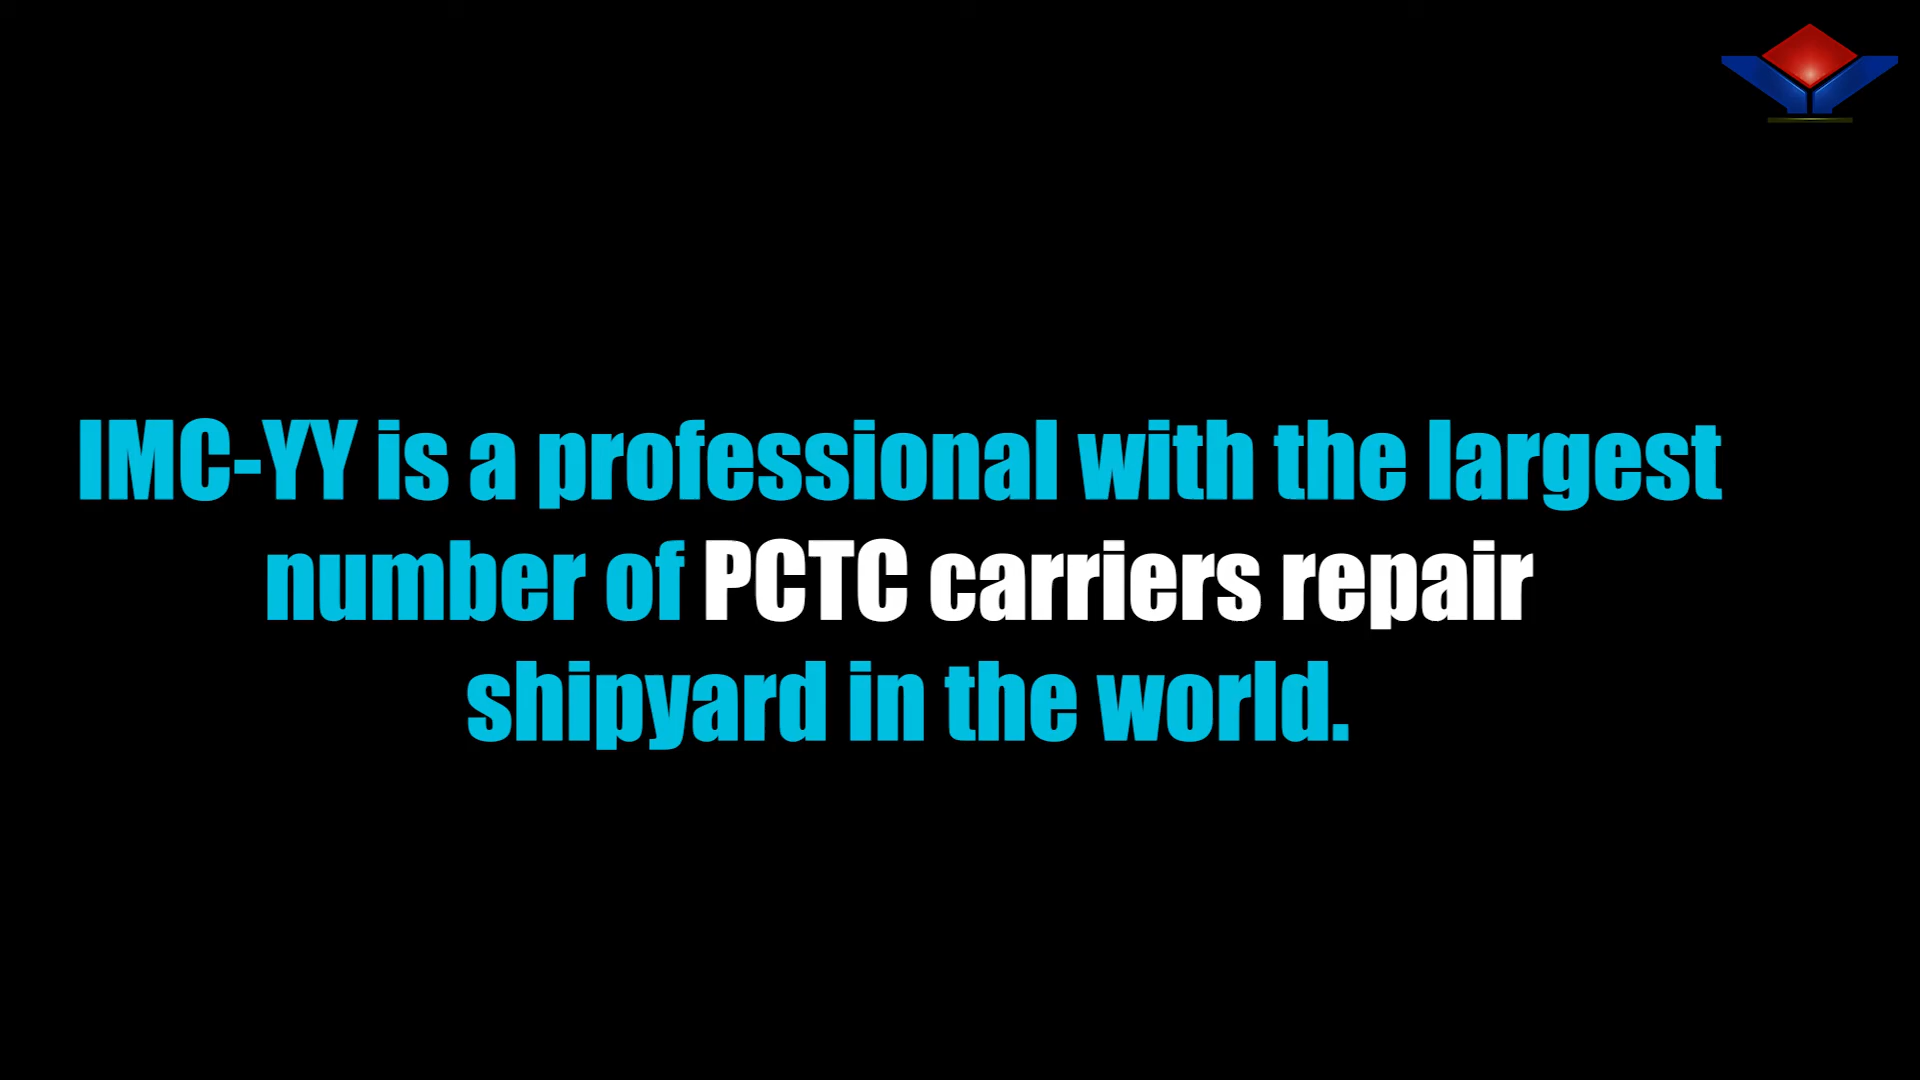 IMC-YY is a professional with the largest
number of PCTC carriers repair
shipyard in the world.